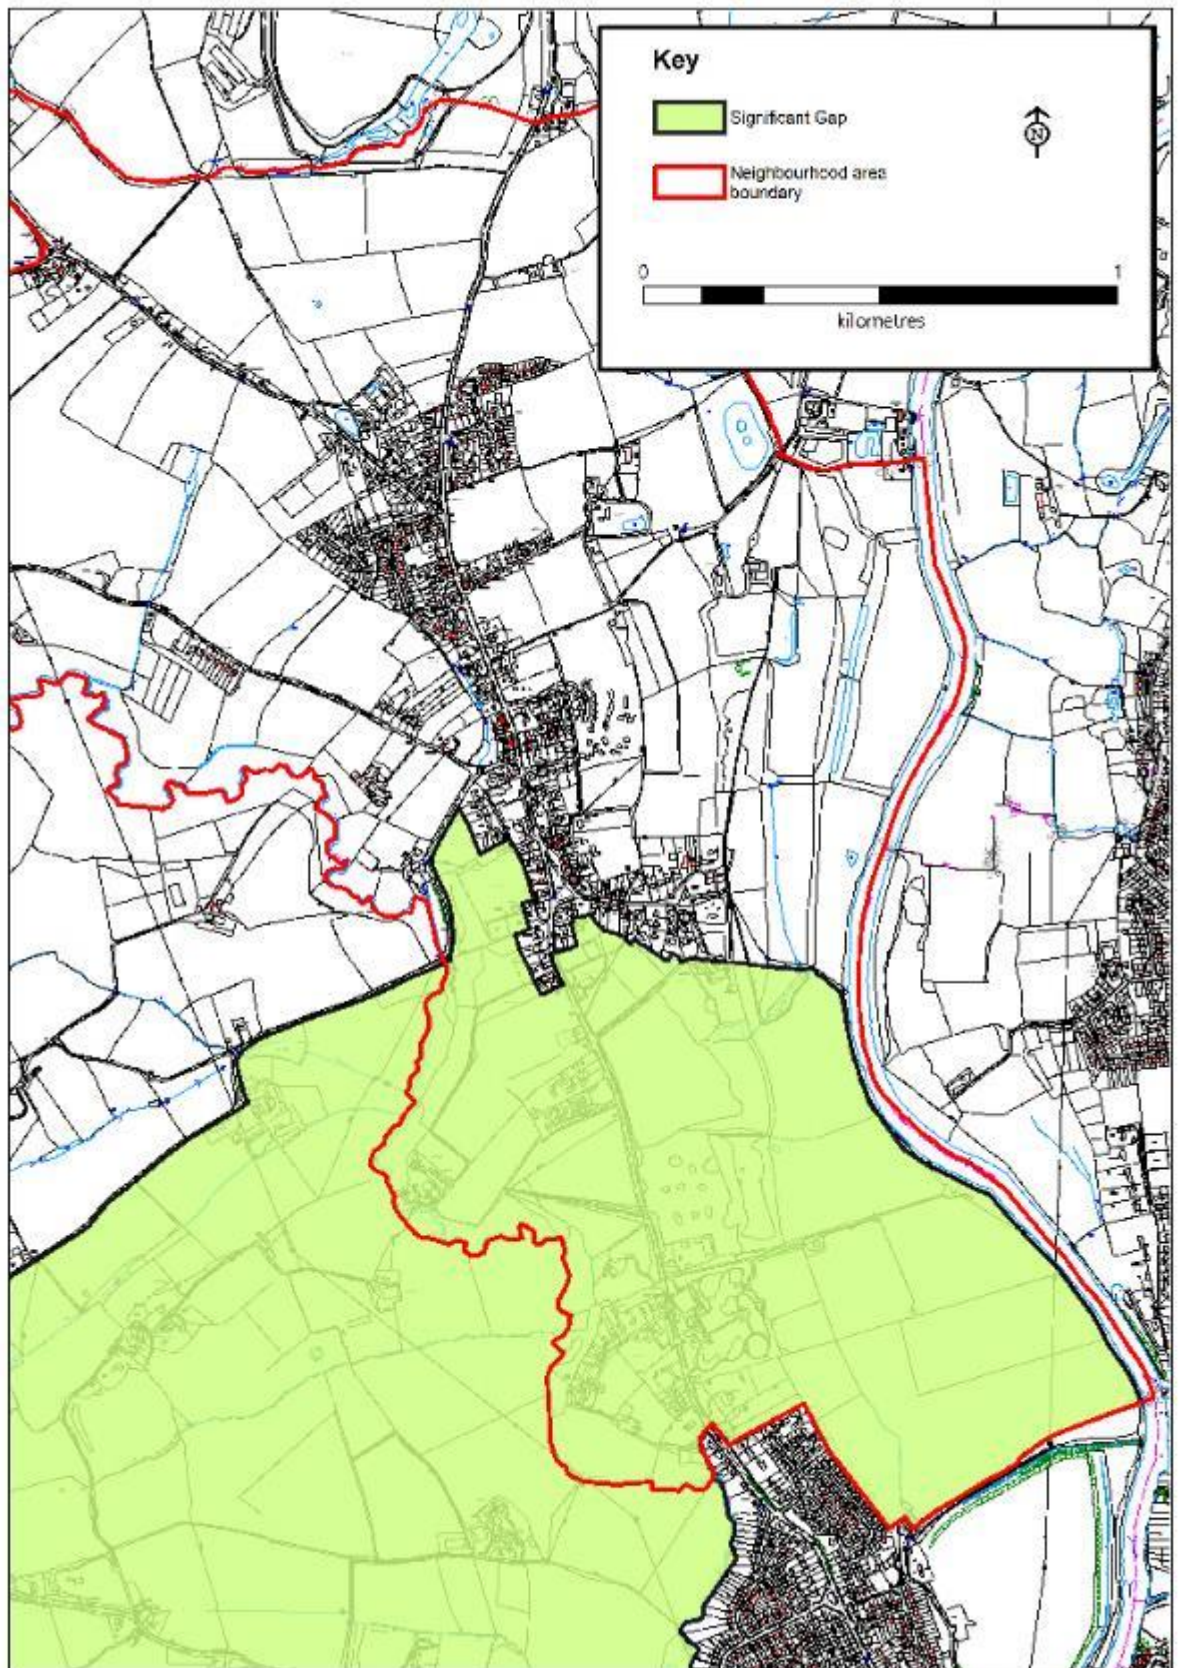 Key
Significant Gap
N
Neighbourhood area
boundary
0 1
kilometres